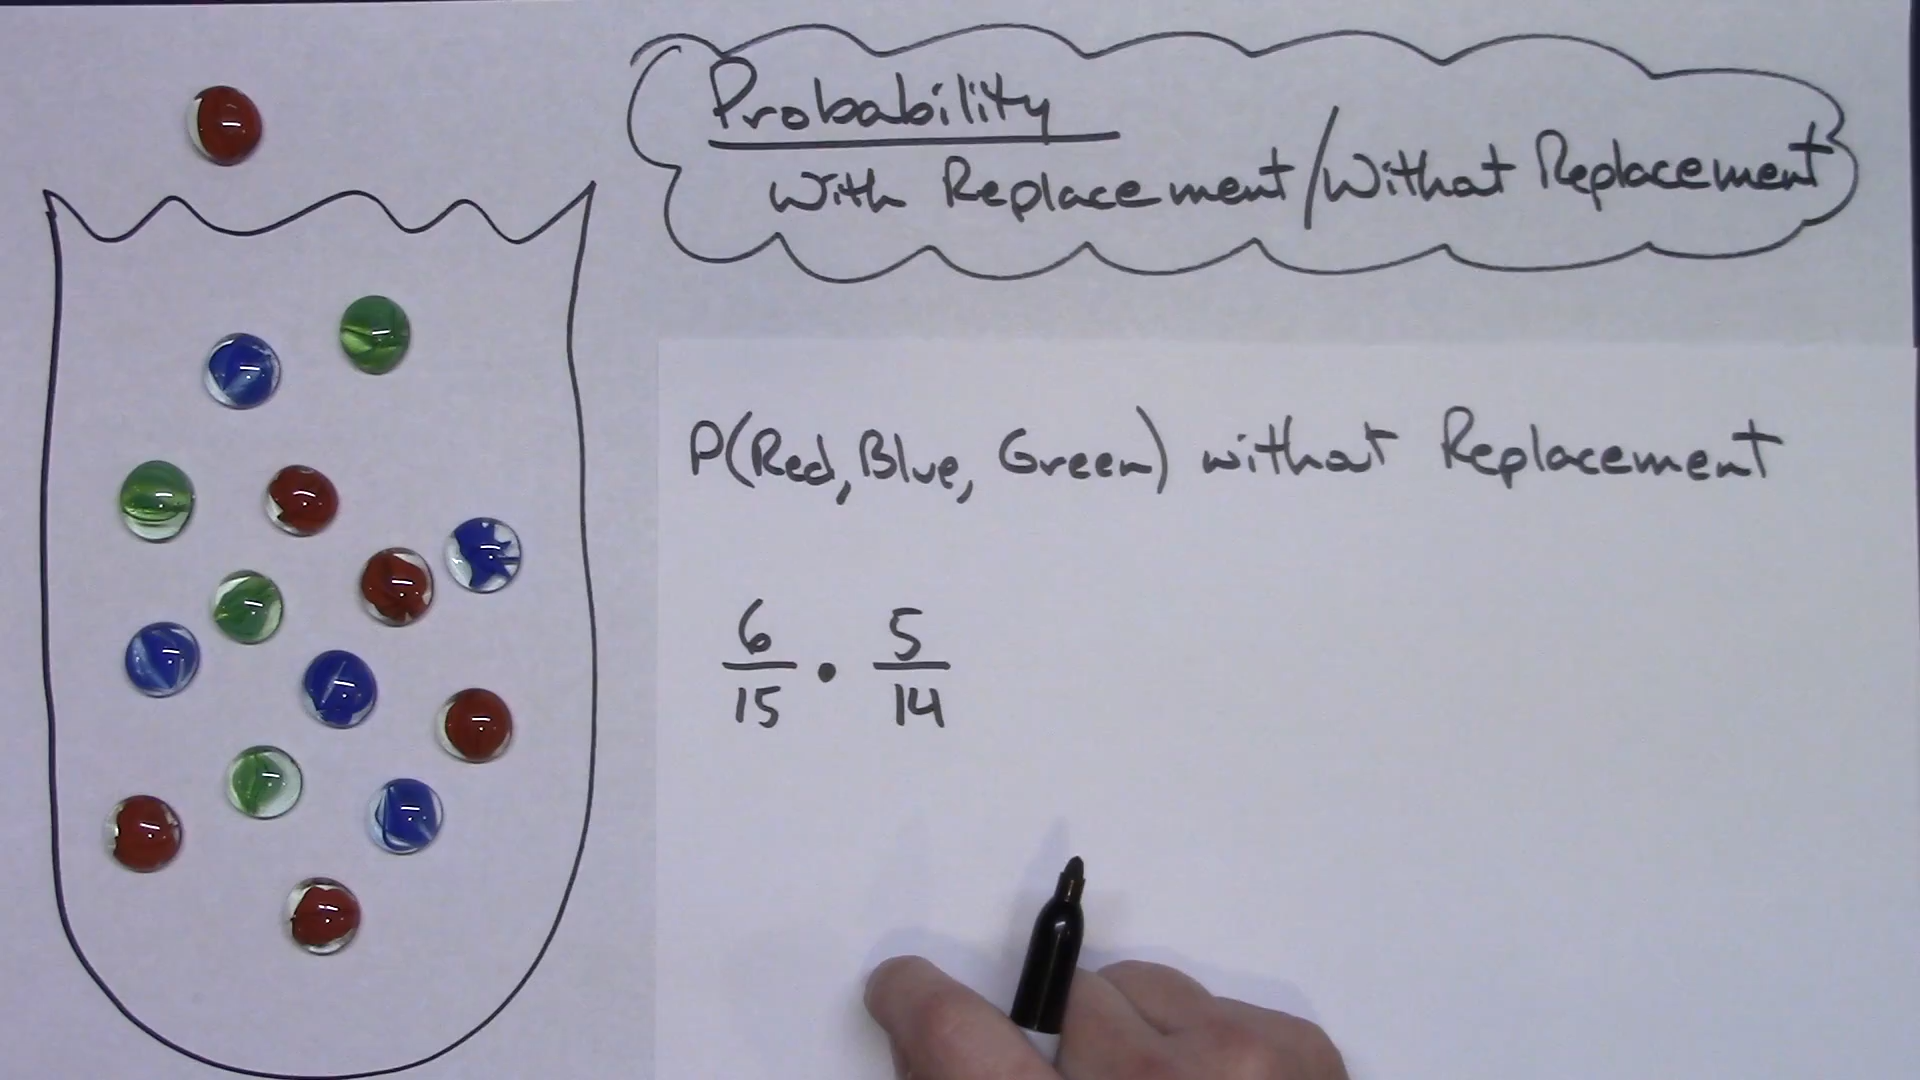 Probability
With Replacement/Without Replacement
P(Red, Blue, Green) without Replacement
6/15 • 5/14